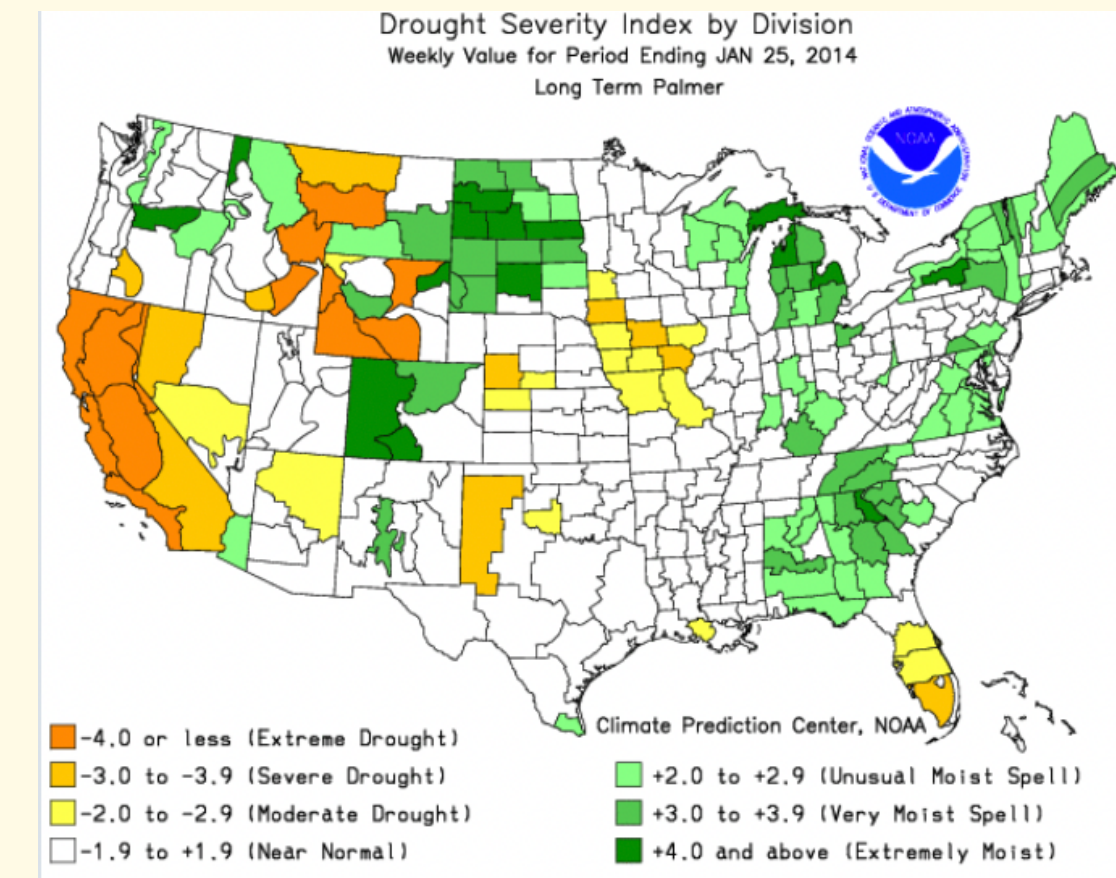 Drought Severity Index by Division
Weekly Value for Period Ending JAN 25, 2014
Long Term Palmer
NOAA
Climate Prediction Center, NOAA
-4.0 or less (Extreme Drought)
-3.0 to -3.9 (Severe Drought)
-2.0 to -2.9 (Moderate Drought)
-1.9 to +1.9 (Near Normal)
+2.0 to +2.9 (Unusual Moist Spell)
+3.0 to +3.9 (Very Moist Spell)
+4.0 and above (Extremely Moist)